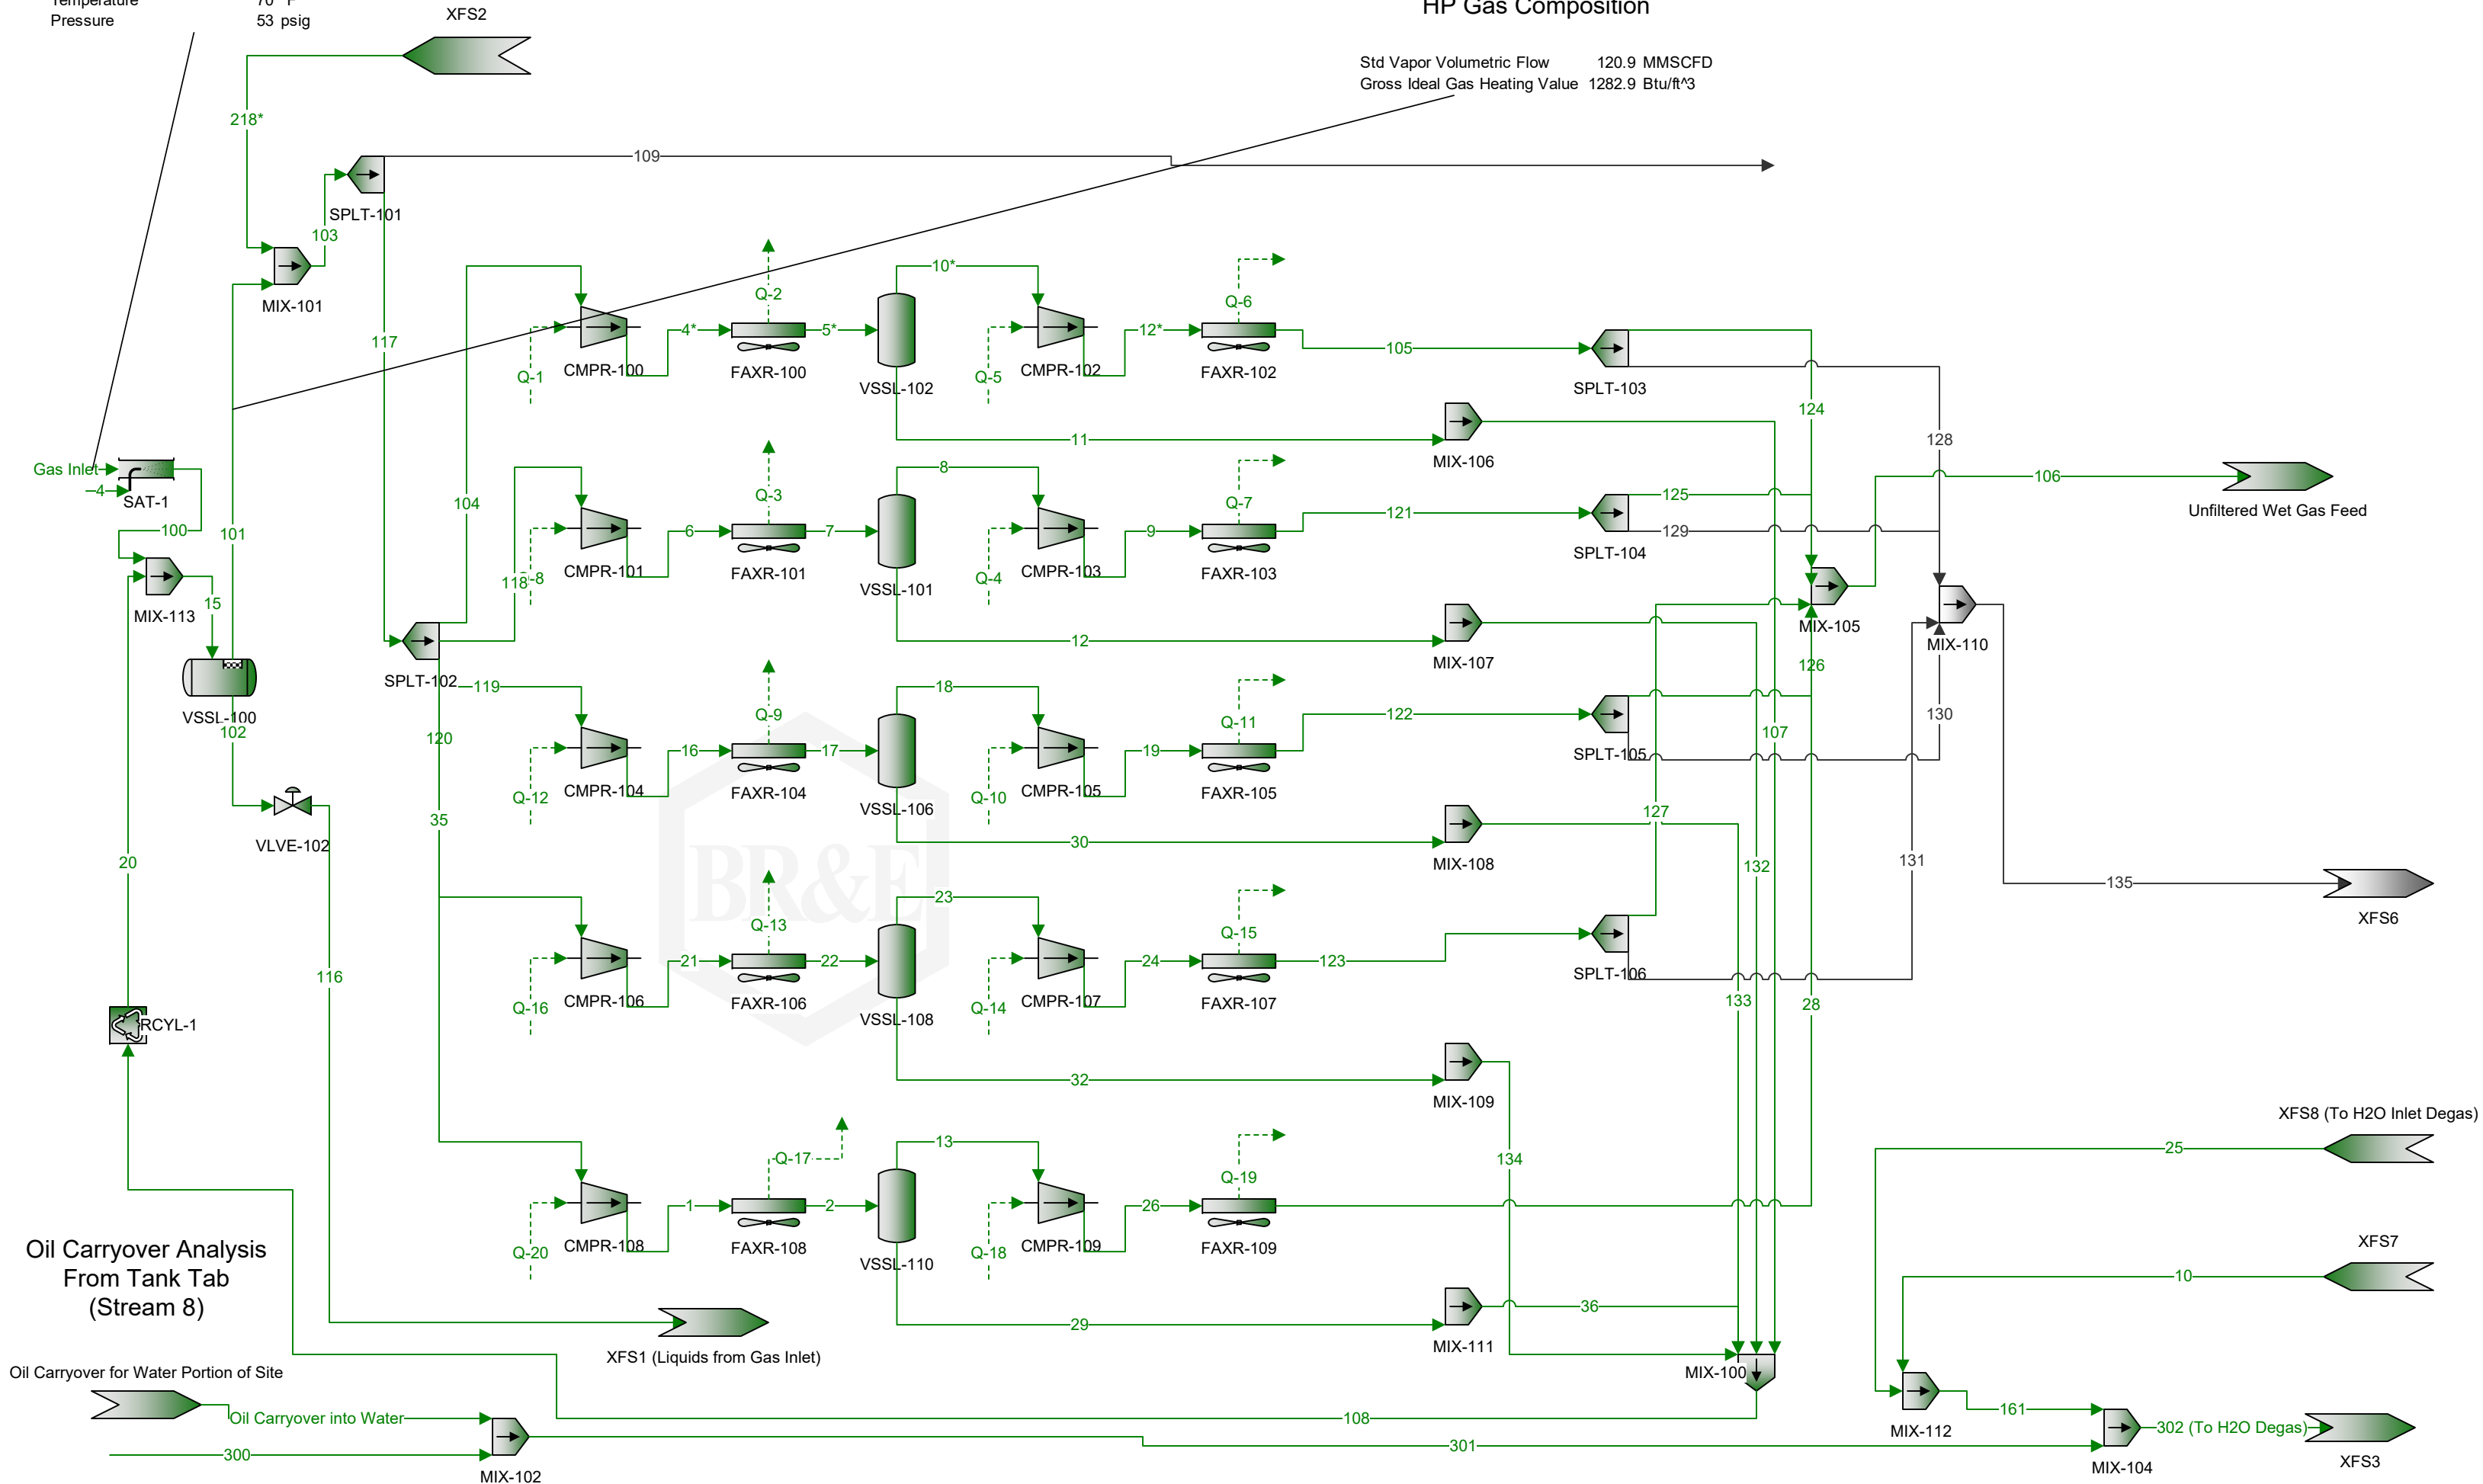 Temperature 70 °F
Pressure 53 psig
XFS2
HP Gas Composition
Std Vapor Volumetric Flow 120.9 MMSCFD
Gross Ideal Gas Heating Value 1282.9 Btu/ft^3
218*
109
SPLT-101
103
MIX-101
117
10*
Q-2
Q-6
4*
5*
12*
105
Q-1
CMPR-100
FAXR-100
VSSL-102
Q-5
CMPR-102
FAXR-102
SPLT-103
124
128
11
MIX-106
Gas Inlet
4
SAT-1
100
101
104
8
Q-3
Q-7
125
106
Unfiltered Wet Gas Feed
6
7
9
121
129
118
Q-8
CMPR-101
FAXR-101
VSSL-101
Q-4
CMPR-103
FAXR-103
SPLT-104
15
MIX-113
12
MIX-107
MIX-105
MIX-110
126
SPLT-102
119
18
VSSL-100
102
120
Q-9
Q-11
122
130
107
16
17
19
SPLT-105
Q-12
CMPR-104
FAXR-104
VSSL-106
Q-10
CMPR-105
FAXR-105
35
127
VLVE-102
20
30
MIX-108
132
131
BR&E
23
135
XFS6
Q-13
Q-15
116
21
22
24
123
SPLT-106
Q-16
CMPR-106
FAXR-106
VSSL-108
Q-14
CMPR-107
FAXR-107
133
28
RCYL-1
32
MIX-109
XFS8 (To H2O Inlet Degas)
25
13
Q-17
Q-19
134
1
2
26
Q-20
CMPR-108
FAXR-108
VSSL-110
Q-18
CMPR-109
FAXR-109
XFS7
10
Oil Carryover Analysis
From Tank Tab
(Stream 8)
29
36
MIX-111
XFS1 (Liquids from Gas Inlet)
MIX-100
Oil Carryover for Water Portion of Site
Oil Carryover into Water
108
161
MIX-112
302 (To H2O Degas)
300
301
MIX-102
MIX-104
XFS3